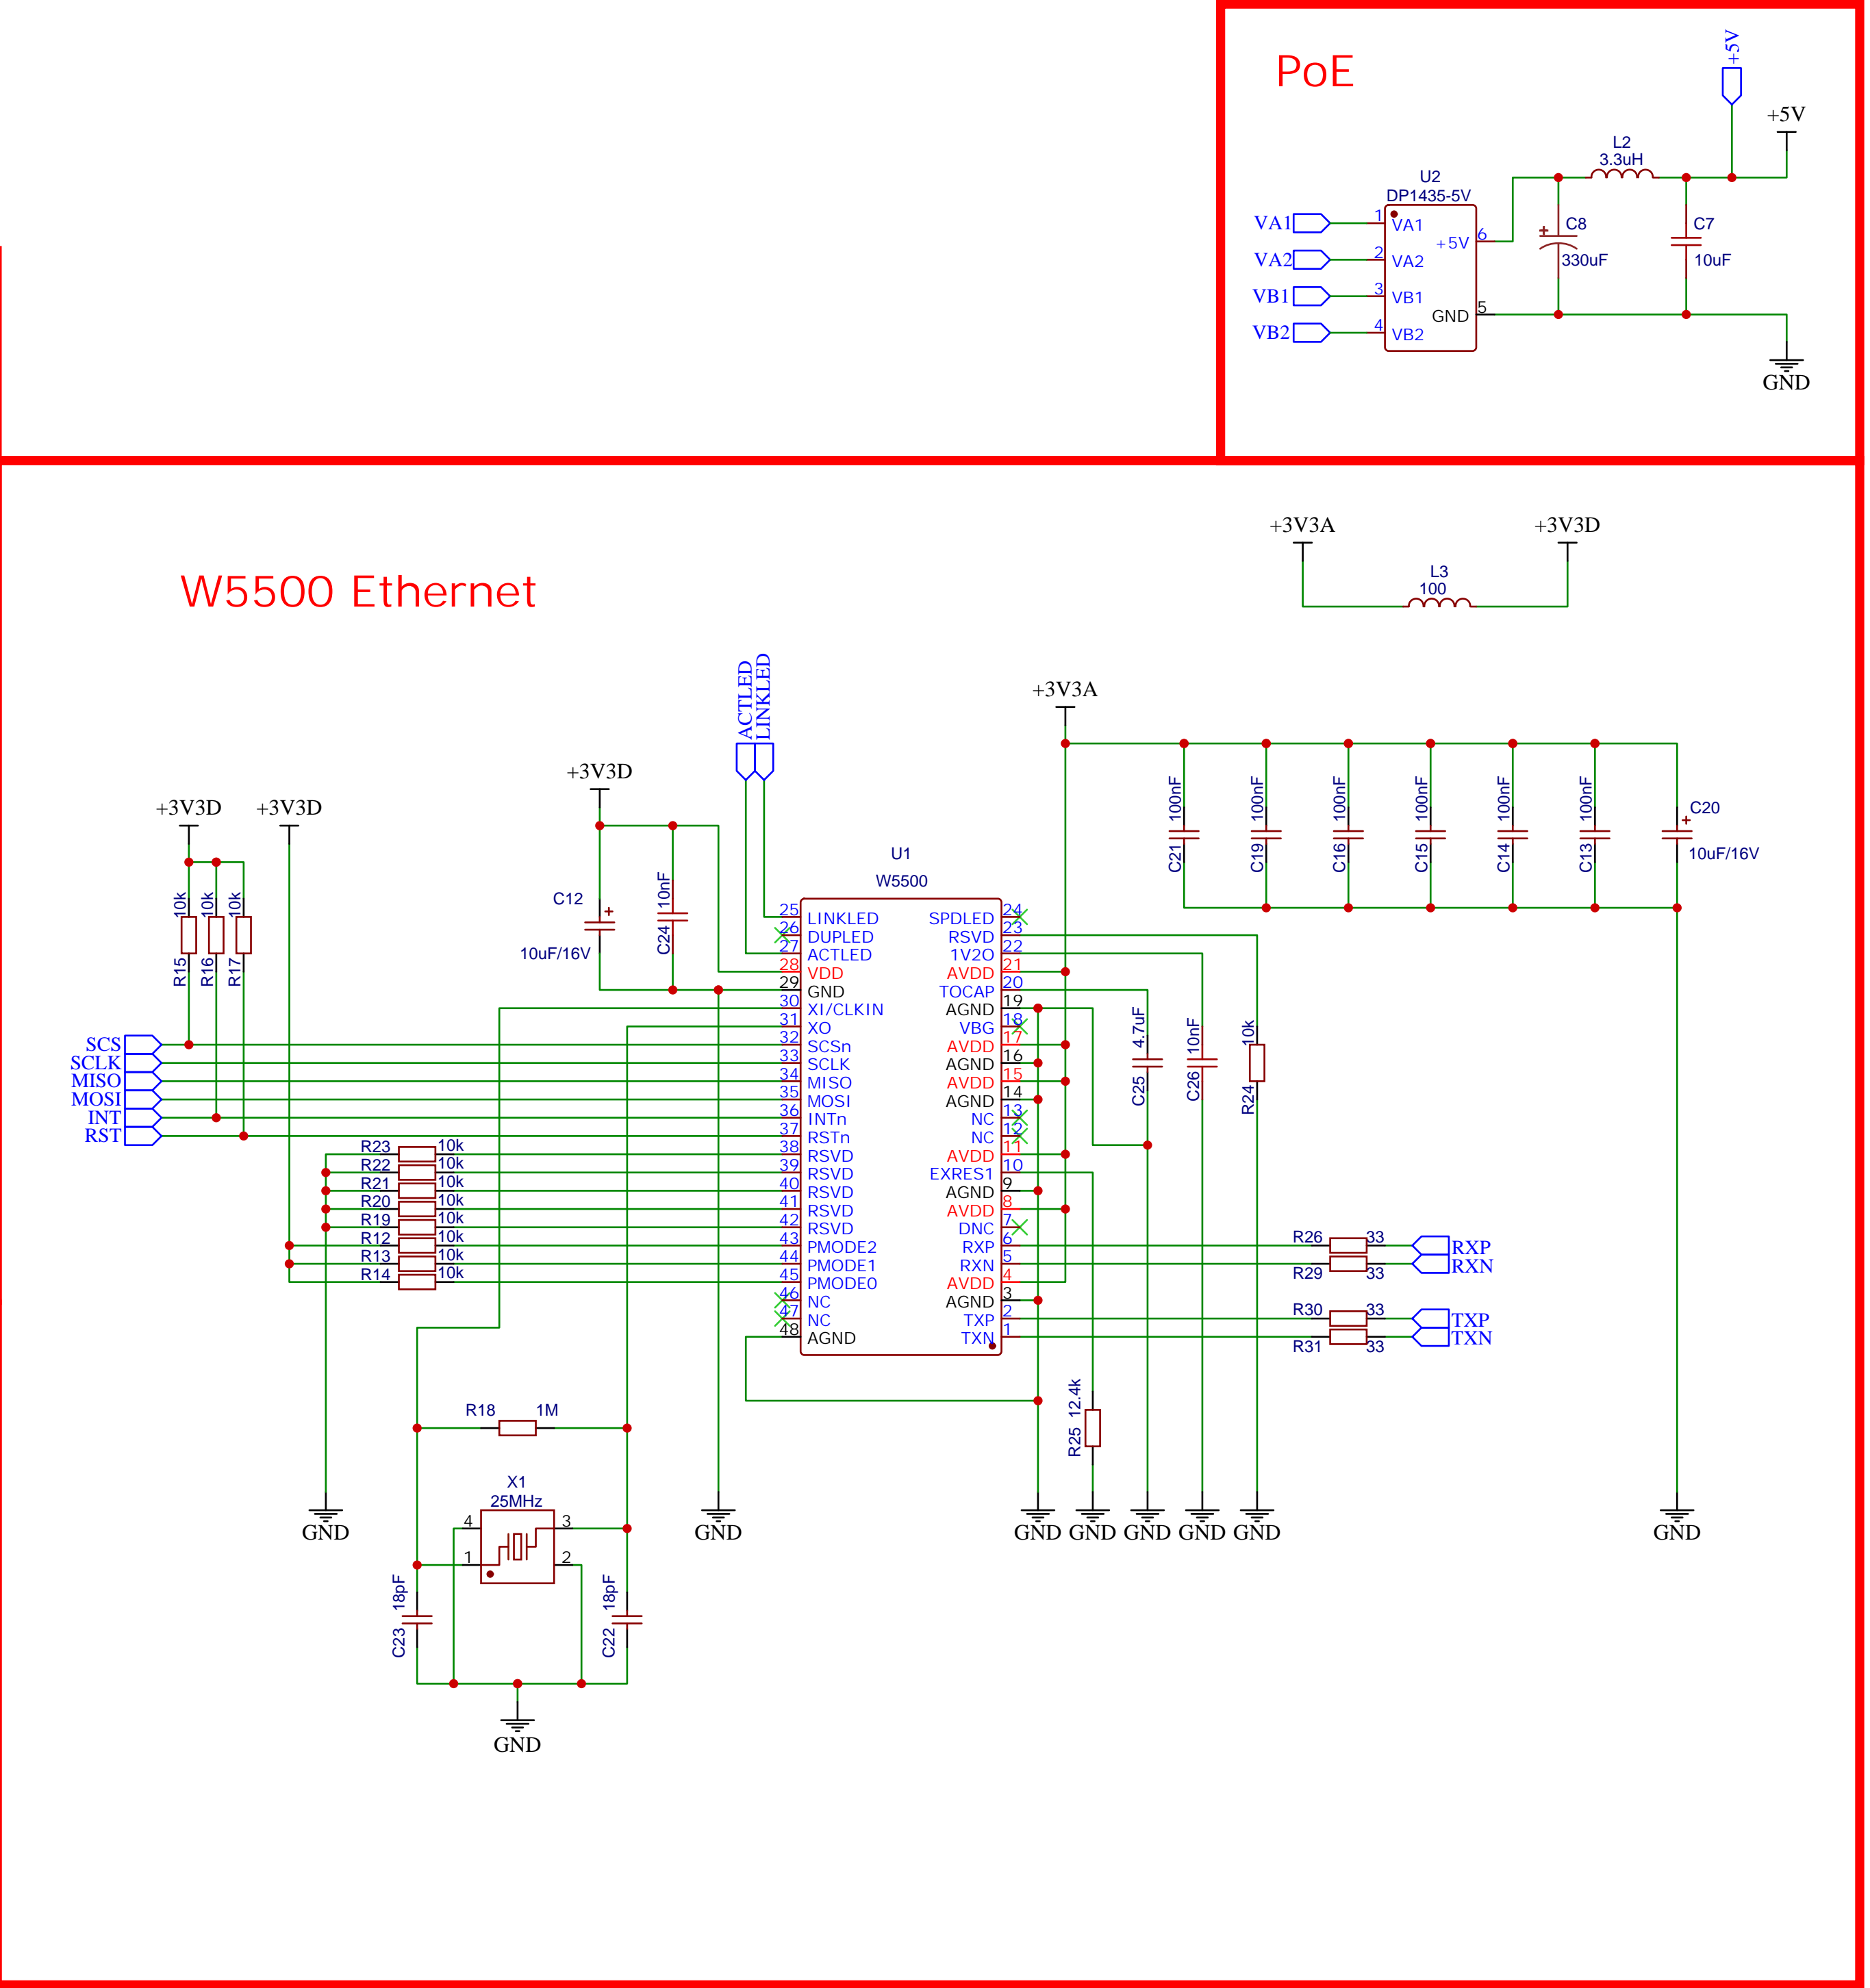 PoE
+5V
+5V
L2
3.3uH
U2
DP1435-5V
VA1
1
VA1
VA2
2
VA2
VB1
3
VB1
VB2
4
VB2
+5V
6
GND
5
C8
+
330uF
C7
10uF
GND
+3V3A
+3V3D
L3
100
W5500 Ethernet
ACTLED
LINKLED
+3V3A
+3V3D
+3V3D
+3V3D
C21 100nF
C19 100nF
C16 100nF
C15 100nF
C14 100nF
C13 100nF
C20
+
10uF/16V
R15 10k
R16 10k
R17 10k
C12
+
10uF/16V
C24 10nF
U1
W5500
25 LINKLED
26 DUPLED
27 ACTLED
28 VDD
29 GND
30 XI/CLKIN
31 XO
32 SCSn
33 SCLK
34 MISO
35 MOSI
36 INTn
37 RSTn
38 RSVD
39 RSVD
40 RSVD
41 RSVD
42 RSVD
43 PMODE2
44 PMODE1
45 PMODE0
46 NC
47 NC
48 AGND
SPDLED 24
RSVD 23
1V2O 22
AVDD 21
TOCAP 20
AGND 19
VBG 18
AVDD 17
AGND 16
AVDD 15
AGND 14
NC 13
NC 12
AVDD 11
EXRES1 10
AGND 9
AVDD 8
DNC 7
RXP 6
RXN 5
AVDD 4
AGND 3
TXP 2
TXN 1
SCS
SCLK
MISO
MOSI
INT
RST
R23 10k
R22 10k
R21 10k
R20 10k
R19 10k
R12 10k
R13 10k
R14 10k
C25 4.7uF
C26 10nF
R24 10k
R26 33 RXP
R29 33 RXN
R30 33 TXP
R31 33 TXN
R25 12.4k
R18 1M
X1
25MHz
4
3
1
2
C23 18pF
C22 18pF
GND
GND
GND
GND
GND
GND
GND
GND
GND